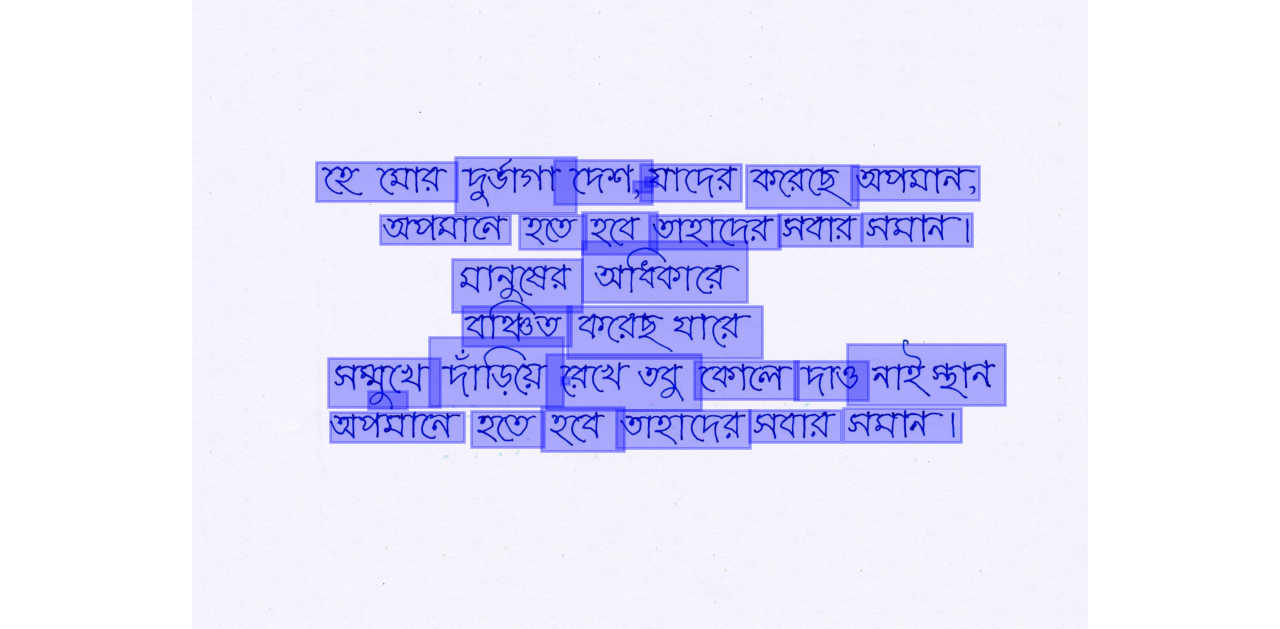 হে মোর দুর্ভাগা দেশ, যাদের করেছে অপমান,
অপমানে হতে হবে তাহাদের সবার সমান।
মানুষের অধিকারে
বঞ্চিত করেছ যারে
সম্মুখে দাঁড়িয়ে রেখে তবু কোলে দাও নাই স্থান
অপমানে হতে হবে তাহাদের সবার সমান।